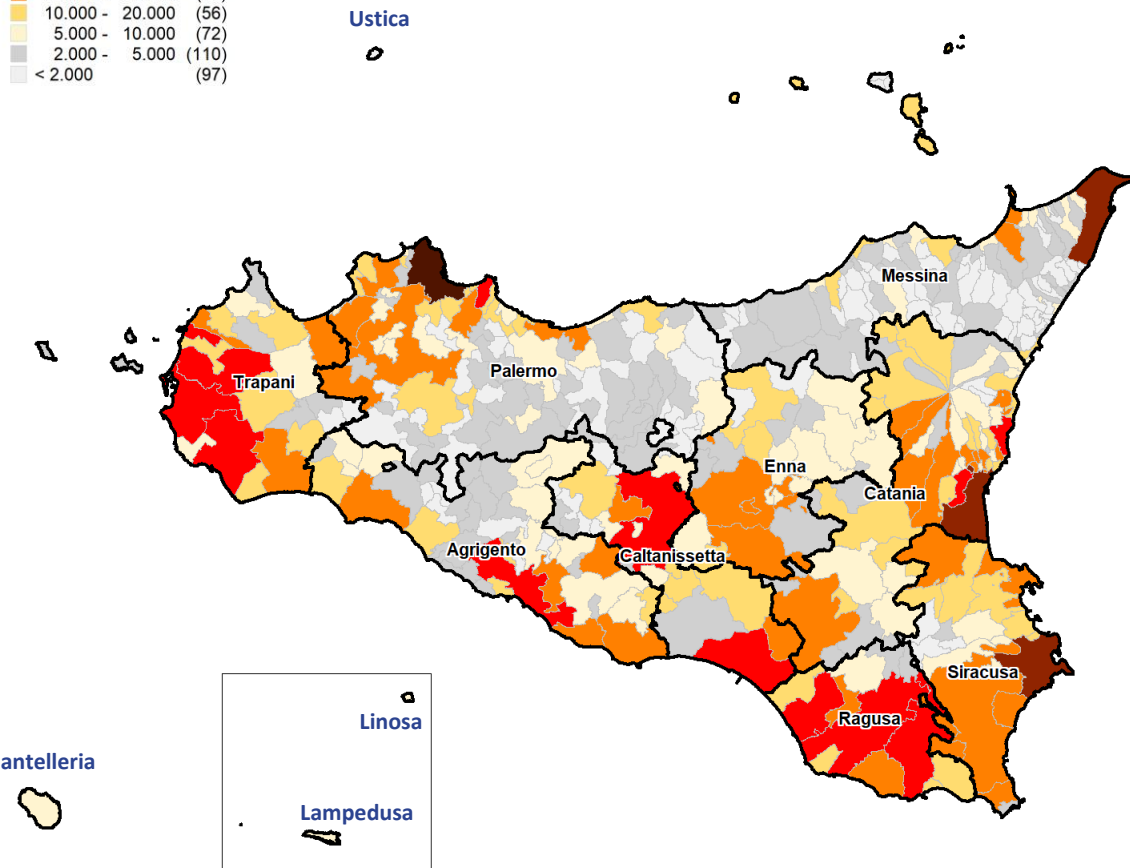 10.000 - 20.000 (56)
5.000 - 10.000 (72)
2.000 - 5.000 (110)
< 2.000 (97)
Ustica
Messina
Palermo
Trapani
Enna
Catania
Agrigento
Caltanissetta
Siracusa
Ragusa
Linosa
antelleria
Lampedusa